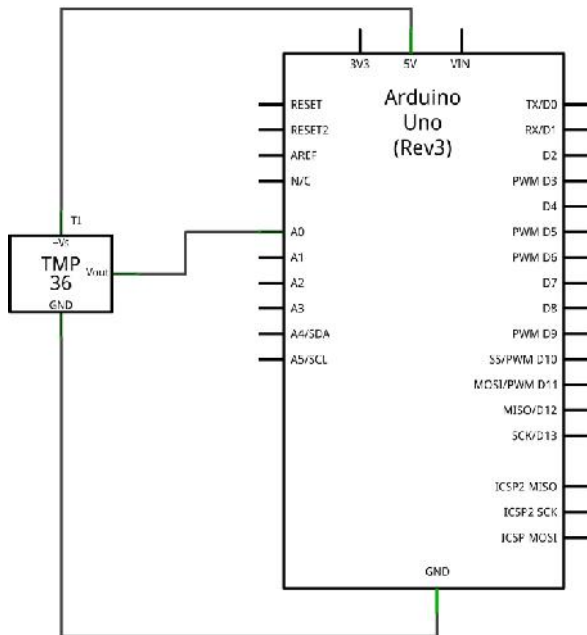 3V3
5V
VIN
Arduino
Uno
(Rev3)
RESET
RESET2
AREF
N/C
A0
A1
A2
A3
A4/SDA
A5/SCL
TX/D0
RX/D1
D2
PWM D3
D4
PWM D5
PWM D6
D7
D8
PWM D9
SS/PWM D10
MOSI/PWM D11
MISO/D12
SCK/D13
ICSP2 MISO
ICSP2 SCK
ICSP MOSI
GND
T1
+Vs
TMP
36
Vout
GND